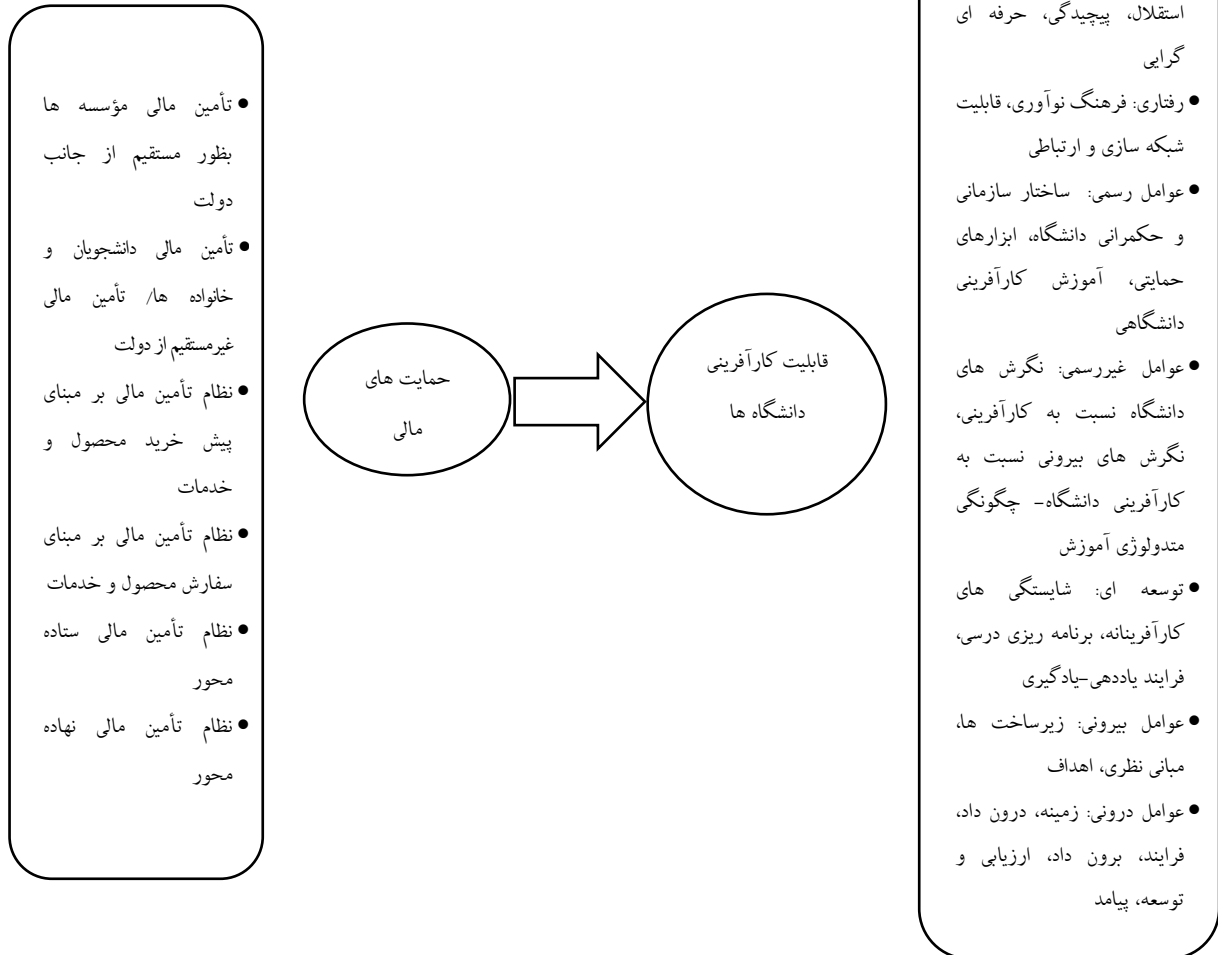 استقلال، پیچیدگی، حرفه ای
گرایی
● رفتاری: فرهنگ نوآوری، قابلیت
شبکه سازی و ارتباطی
● عوامل رسمی: ساختار سازمانی
و حکمرانی دانشگاه، ابزارهای
حمایتی، آموزش کارآفرینی
دانشگاهی
● عوامل غیررسمی: نگرش های
دانشگاه نسبت به کارآفرینی،
نگرش های بیرونی نسبت به
کارآفرینی دانشگاه- چگونگی
متدولوژی آموزش
● توسعه ای: شایستگی های
کارآفرینانه، برنامه ریزی درسی،
فرایند یاددهی-یادگیری
● عوامل بیرونی: زیرساخت ها،
مبانی نظری، اهداف
● عوامل درونی: زمینه، درون داد،
فرایند، برون داد، ارزیابی و
توسعه، پیامد
قابلیت کارآفرینی
دانشگاه ها
حمایت های
مالی
● تأمین مالی مؤسسه ها
بطور مستقیم از جانب
دولت
● تأمین مالی دانشجویان و
خانواده ها/ تأمین مالی
غیرمستقیم از دولت
● نظام تأمین مالی بر مبنای
پیش خرید محصول و
خدمات
● نظام تأمین مالی بر مبنای
سفارش محصول و خدمات
● نظام تأمین مالی ستاده
محور
● نظام تأمین مالی نهاده
محور